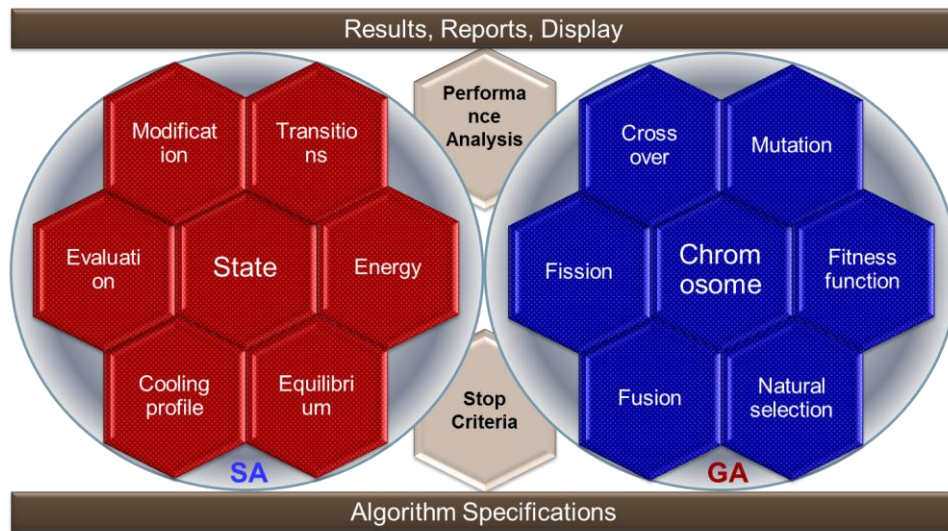 Results, Reports, Display
Modificat
ion
Transitio
ns
Evaluati
on
State
Energy
Cooling
profile
Equilibri
um
SA
Performa
nce
Analysis
Stop
Criteria
Cross
over
Mutation
Fission
Chrom
osome
Fitness
function
Fusion
Natural
selection
GA
Algorithm Specifications